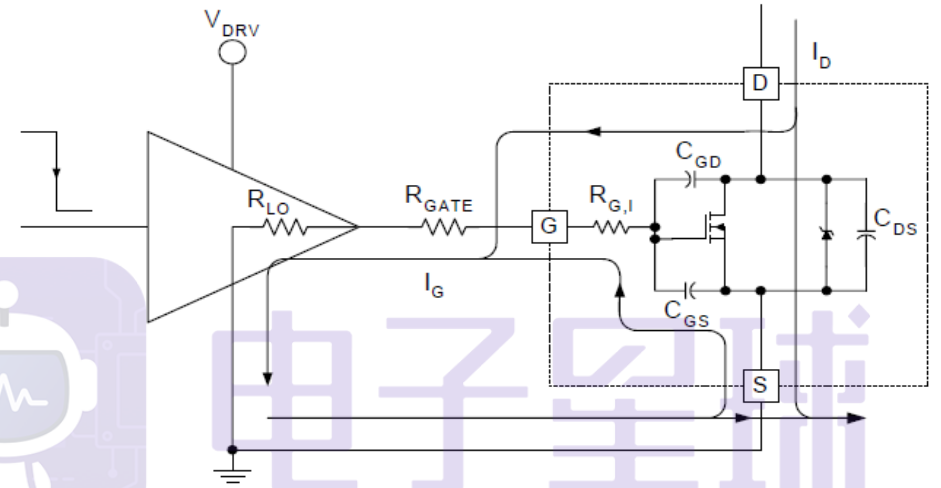 V_DRV
I_D
D
C_GD
R_LO
R_GATE
R_G,I
G
C_DS
I_G
C_GS
S
电子星球